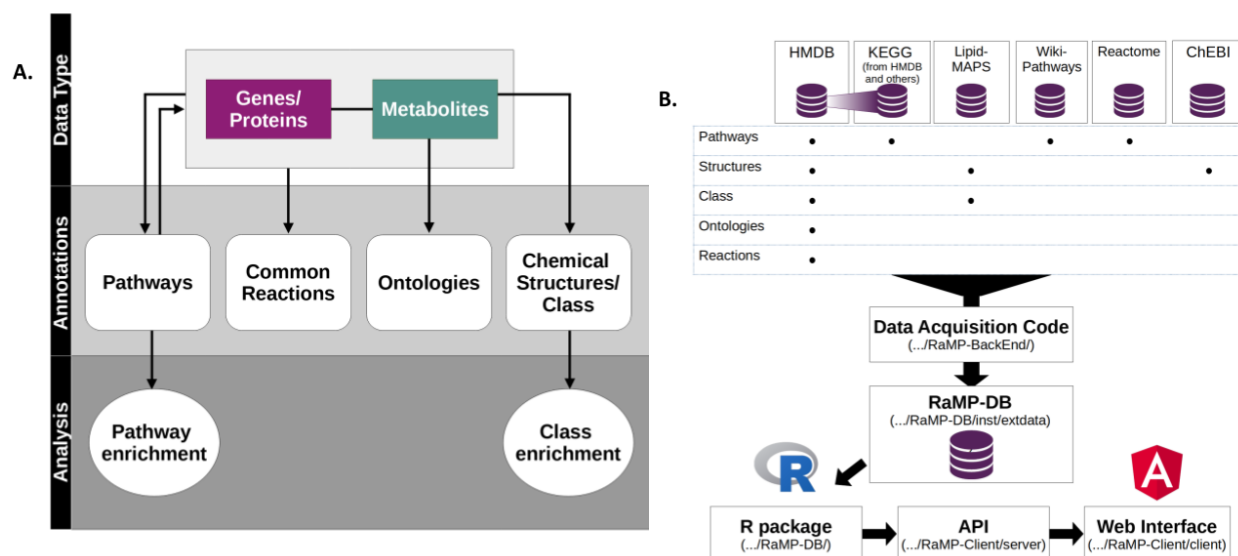 A.
Data Type
Genes/
Proteins
Metabolites
Annotations
Pathways
Common
Reactions
Ontologies
Chemical
Structures/
Class
Analysis
Pathway
enrichment
Class
enrichment
B.
HMDB
KEGG
(from HMDB
and others)
Lipid-
MAPS
Wiki-
Pathways
Reactome
ChEBI
Pathways
Structures
Class
Ontologies
Reactions
Data Acquisition Code
(.../RaMP-BackEnd/)
RaMP-DB
(.../RaMP-DB/inst/extdata)
R
A
R package
(.../RaMP-DB/)
API
(.../RaMP-Client/server)
Web Interface
(.../RaMP-Client/client)